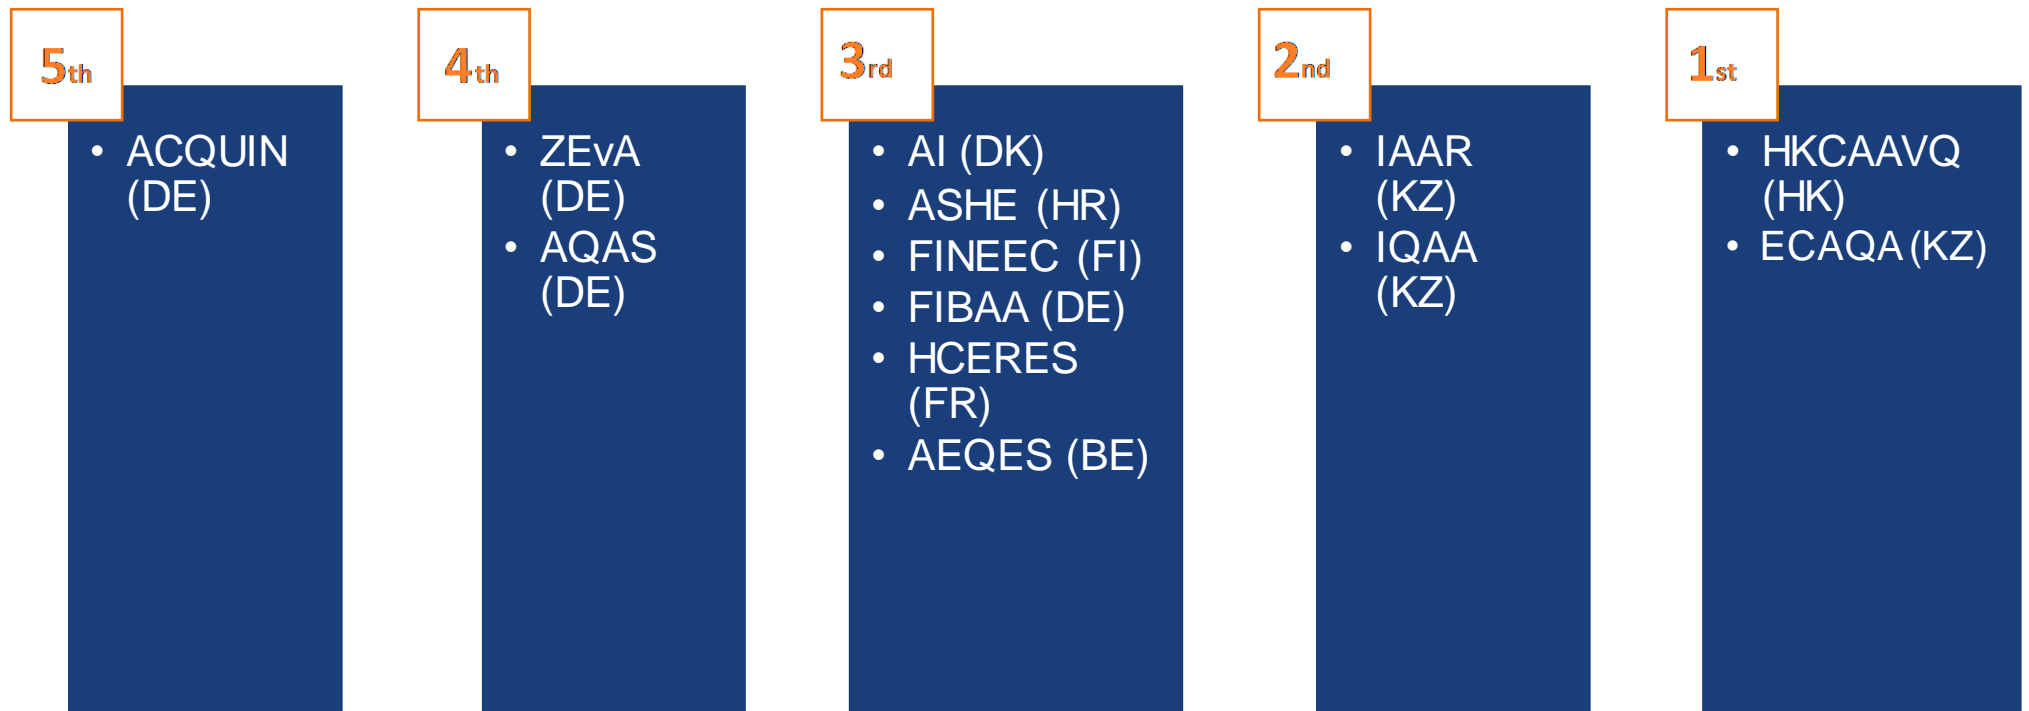 5th
• ACQUIN
(DE)
4th
• ZEvA
(DE)
• AQAS
(DE)
3rd
• AI (DK)
• ASHE (HR)
• FINEEC (FI)
• FIBAA (DE)
• HCERES
(FR)
• AEQES (BE)
2nd
• IAAR
(KZ)
• IQAA
(KZ)
1st
• HKCAAVQ
(HK)
• ECAQA (KZ)